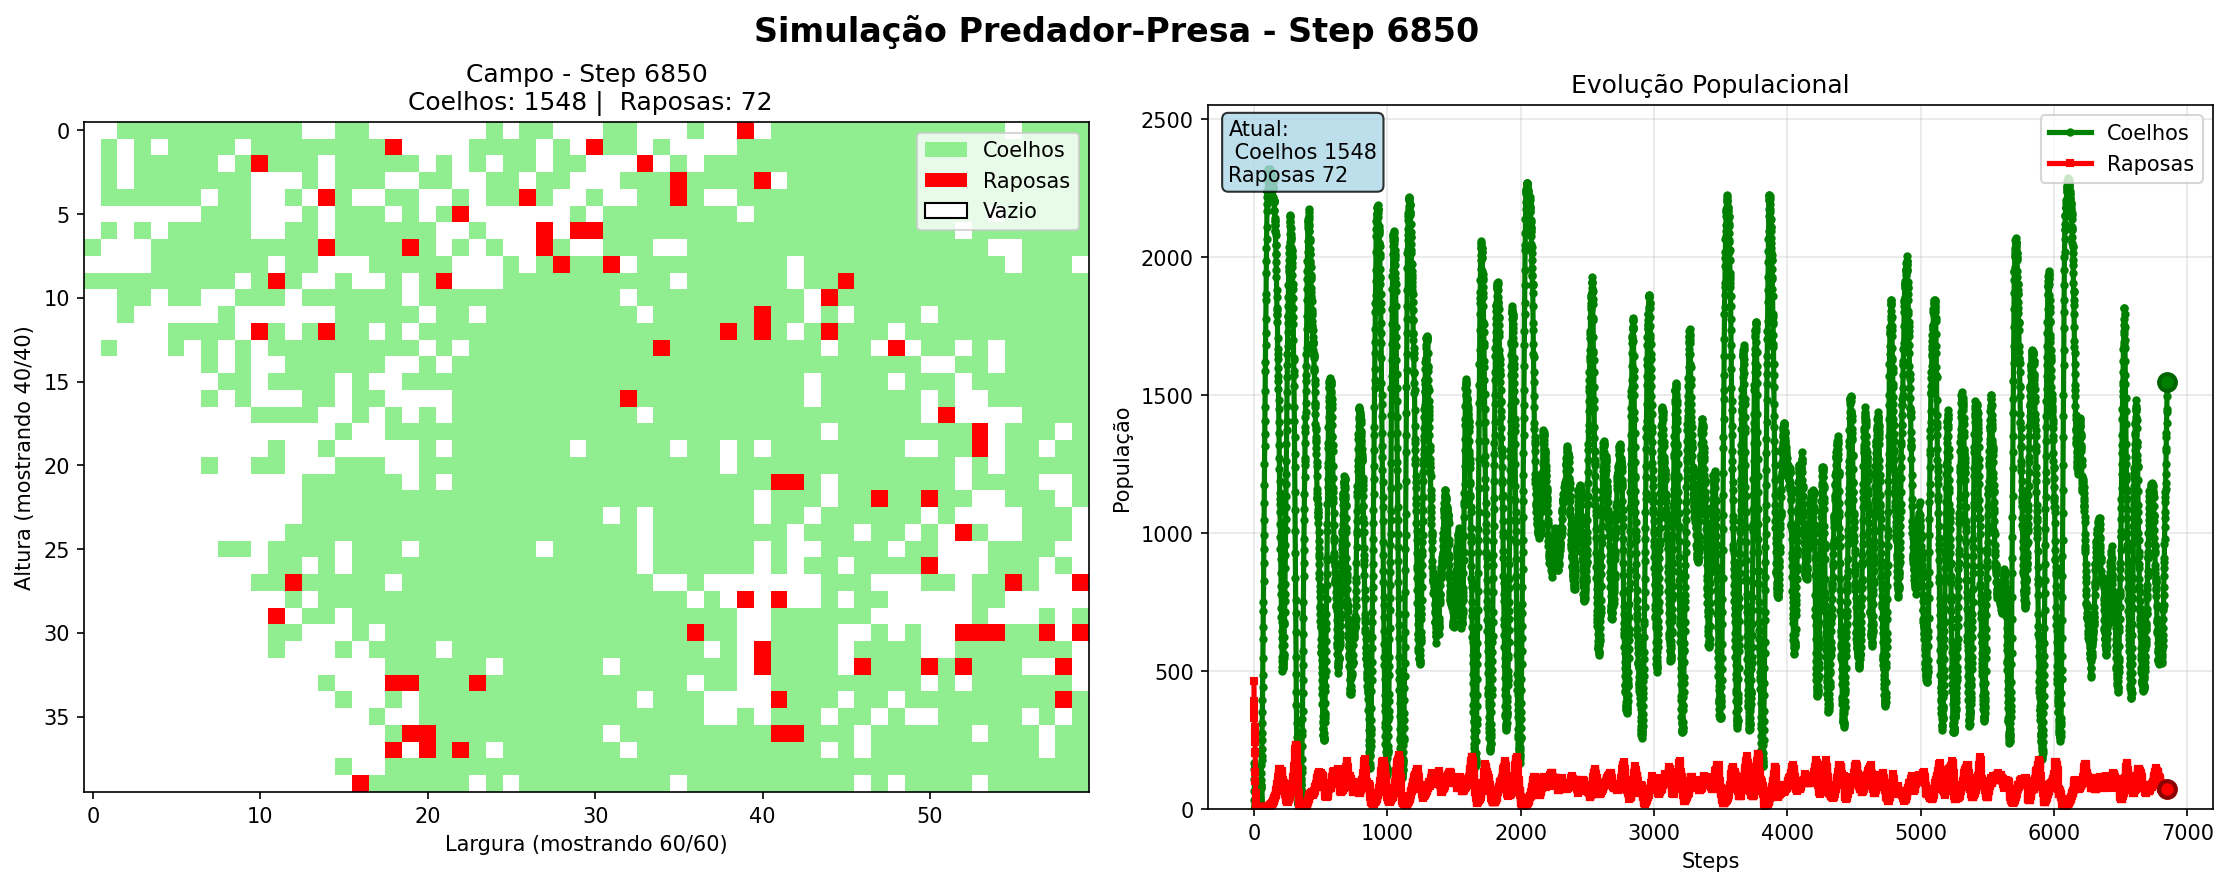 Simulação Predador-Presa - Step 6850
Campo - Step 6850
Coelhos: 1548 |  Raposas: 72
Coelhos
Raposas
Vazio
0
5
10
15
20
25
30
35
Altura (mostrando 40/40)
0
10
20
30
40
50
Largura (mostrando 60/60)
Evolução Populacional
Atual:
Coelhos 1548
Raposas 72
Coelhos
Raposas
2500
2000
1500
1000
500
0
População
0
1000
2000
3000
4000
5000
6000
7000
Steps